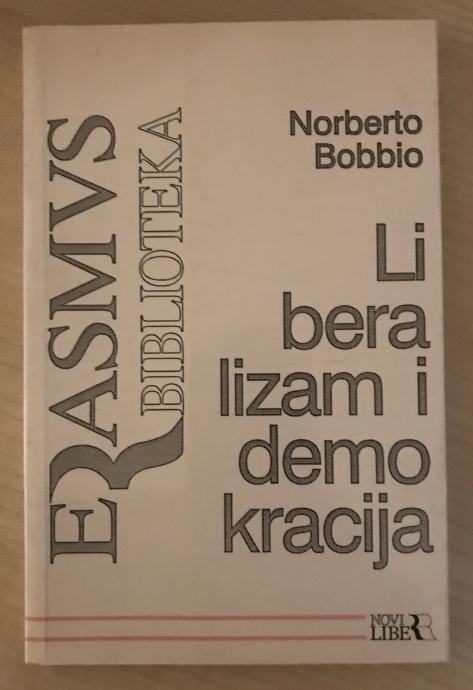 ERASMVS
BIBLIOTEKA
Norberto
Bobbio
Li
bera
lizam i
demo
kracija
NOVI
LIBER